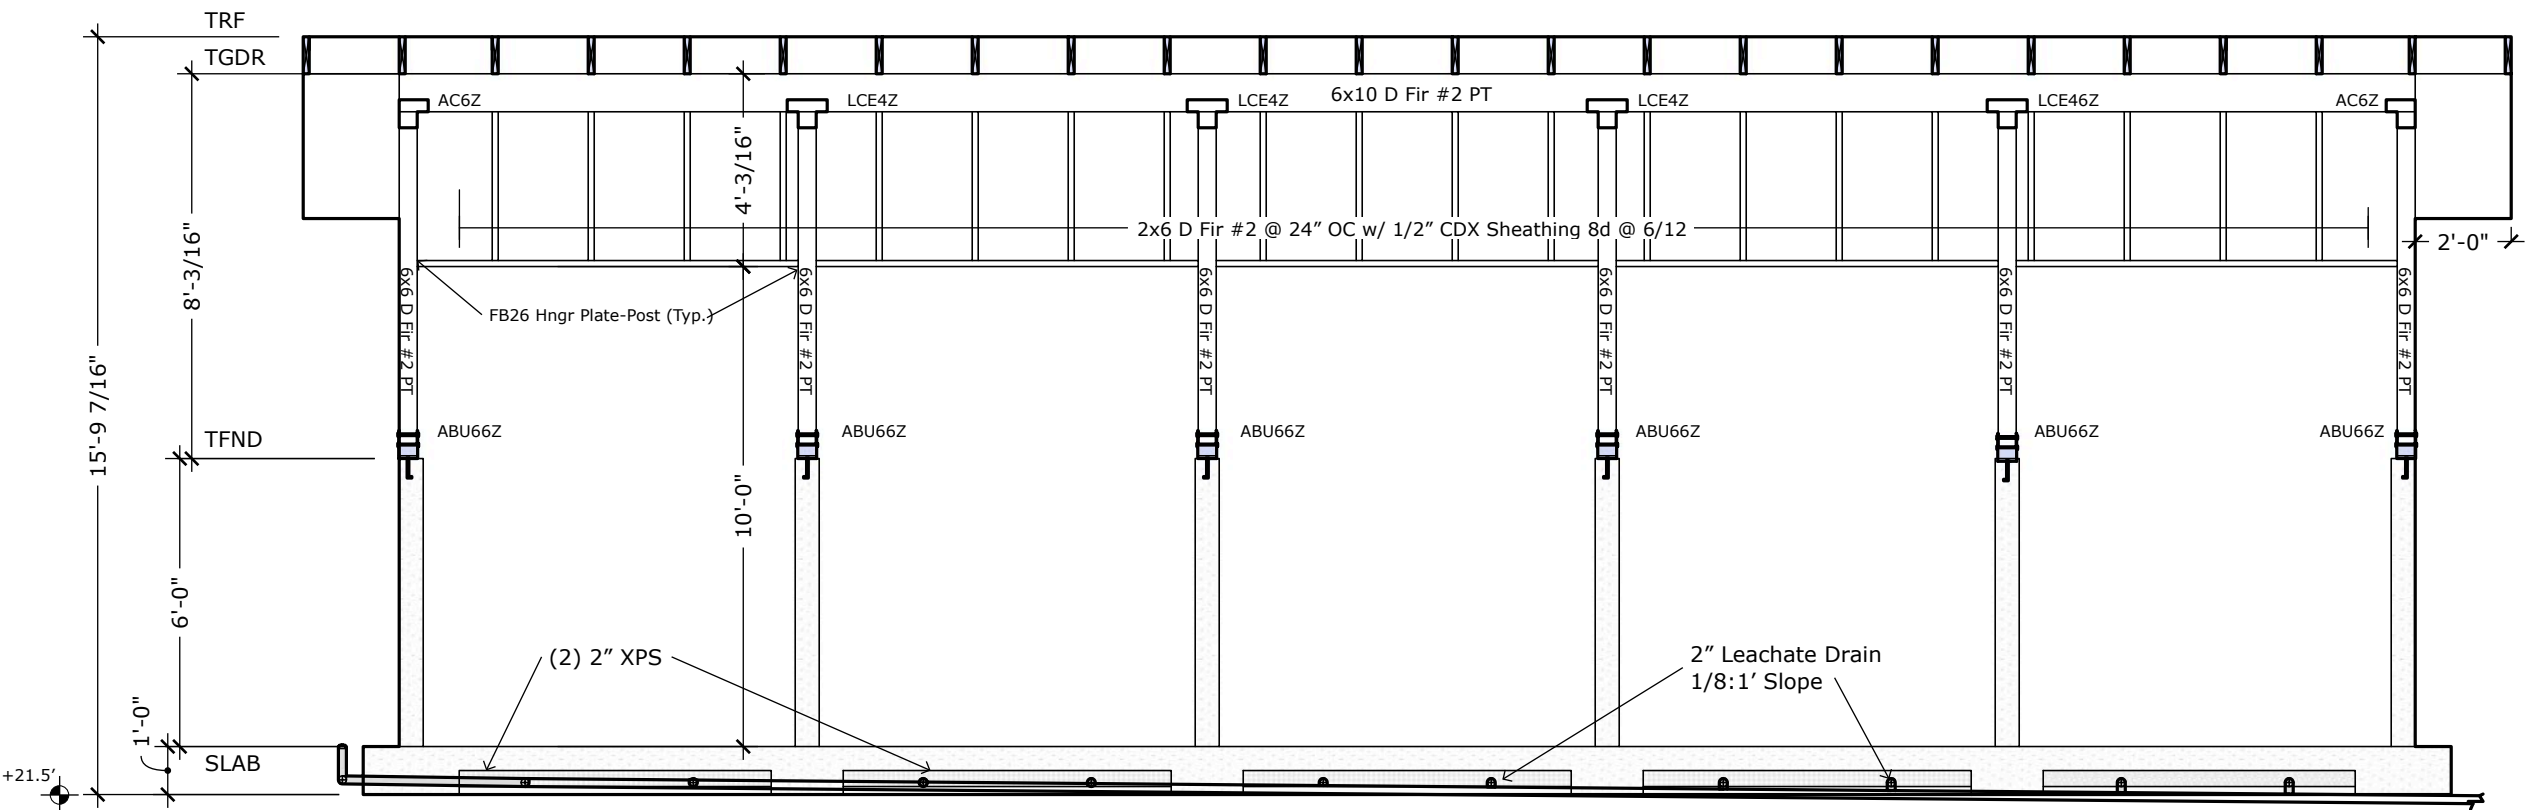 TRF
TGDR
AC6Z
LCE4Z
LCE4Z
6x10 D Fir #2 PT
LCE4Z
LCE46Z
AC6Z
4'-3/16"
2x6 D Fir #2 @ 24” OC w/ 1/2” CDX Sheathing 8d @ 6/12
2'-0"
8'-3/16"
6x6 D Fir #2 PT
6x6 D Fir #2 PT
6x6 D Fir #2 PT
6x6 D Fir #2 PT
6x6 D Fir #2 PT
6x6 D Fir #2 PT
FB26 Hngr Plate-Post (Typ.)
15'-9 7/16"
TFND
ABU66Z
ABU66Z
ABU66Z
ABU66Z
ABU66Z
ABU66Z
10'-0"
6'-0"
(2) 2” XPS
2” Leachate Drain
1/8:1’ Slope
1'-0"
SLAB
+21.5’